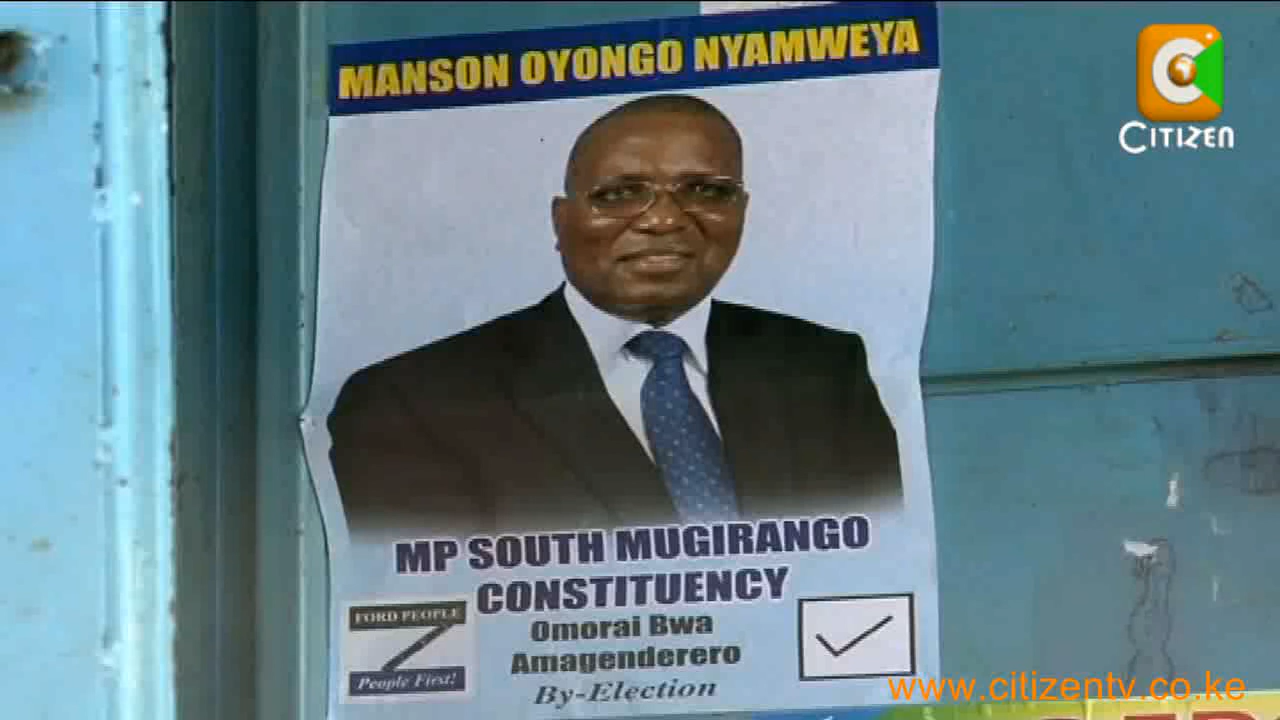 MANSON OYONGO NYAMWEYA
CITIZEN
MP SOUTH MUGIRANGO
CONSTITUENCY
FORD PEOPLE
People First!
Omorai Bwa
Amagenderero
By-Election
www.citizentv.co.ke